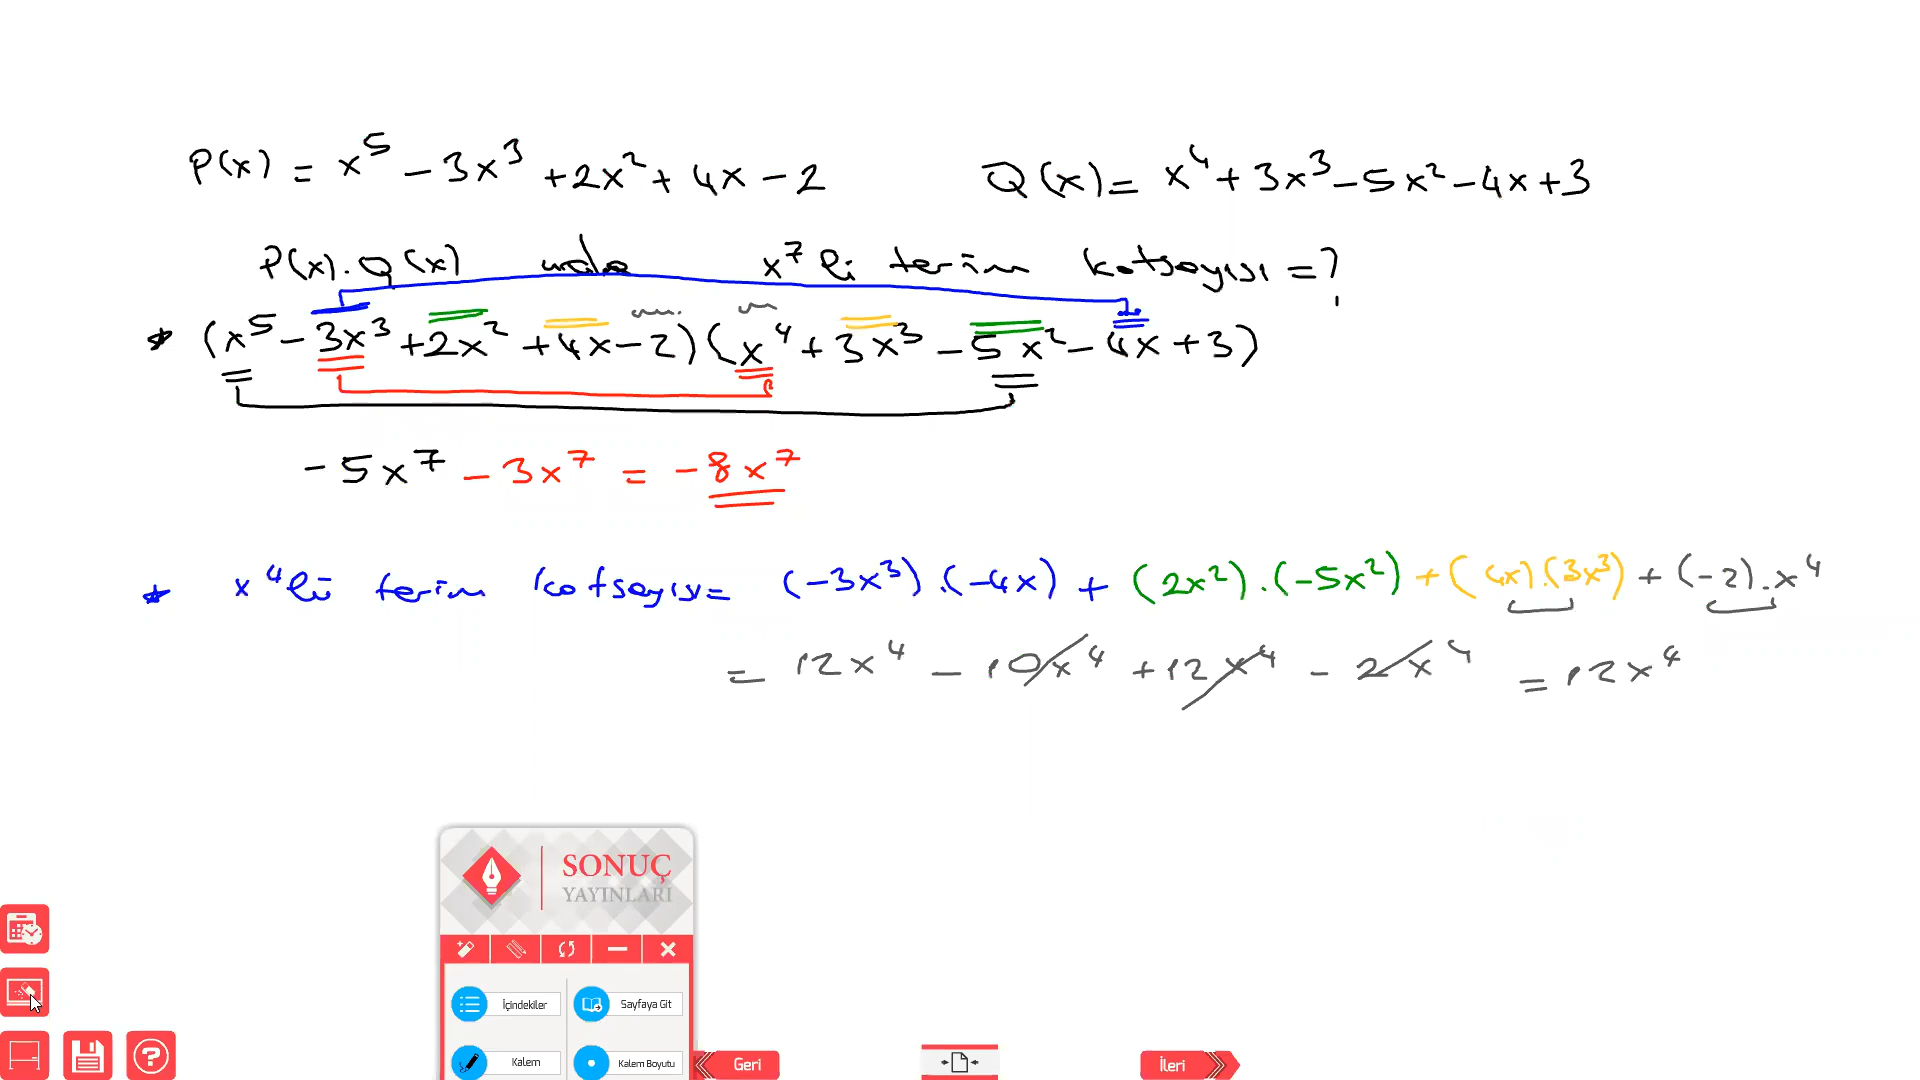 P(x) = x⁵ - 3x³ + 2x² + 4x - 2
Q(x) = x⁴ + 3x³ - 5x² - 4x + 3
P(x).Q(x) x⁷ li terim katsayısı = ?
* (x⁵ - 3x³ + 2x² + 4x - 2)(x⁴ + 3x³ - 5x² - 4x + 3)
-5x⁷ - 3x⁷ = -8x⁷
* x⁴ lü terim katsayısı = (-3x³).(-4x) + (2x²).(-5x²) + (4x).(3x³) + (-2).x⁴
= 12x⁴ - 10x⁴ + 12x⁴ - 2x⁴ = 12x⁴
SONUÇ
YAYINLARI
İçindekiler
Sayfaya Git
Kalem
Kalem Boyutu
Geri
İleri